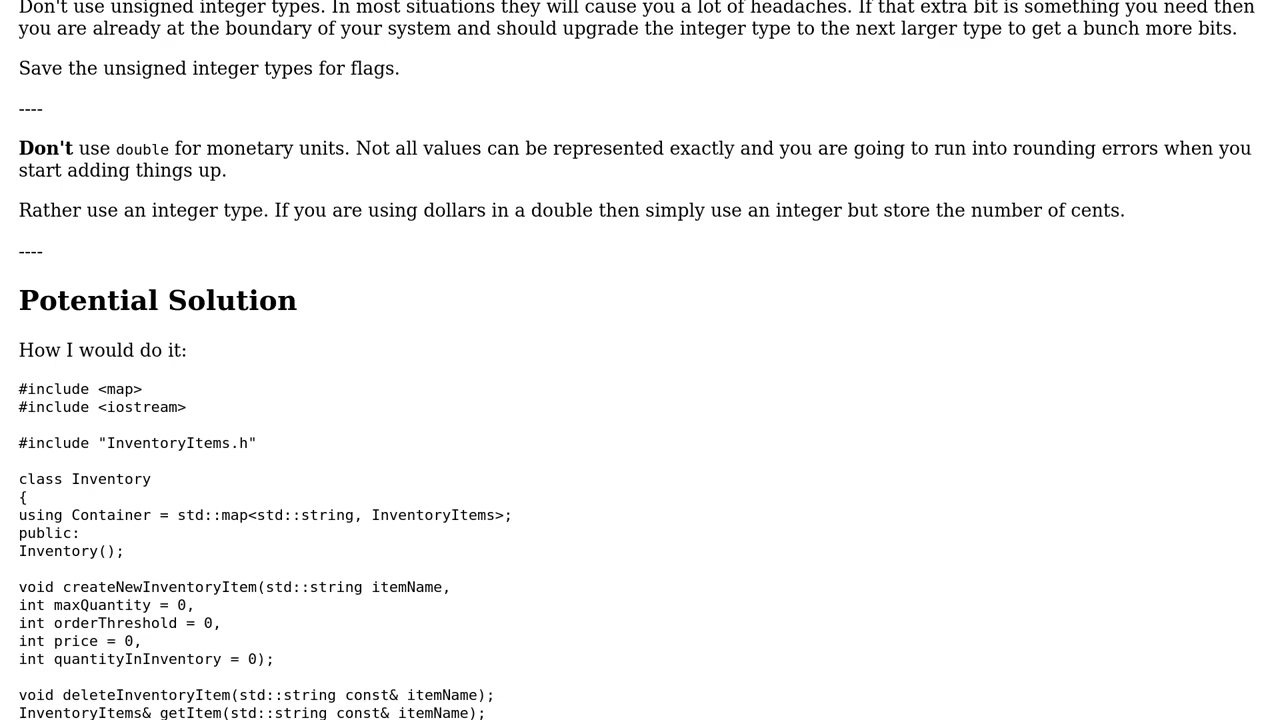 Don't use unsigned integer types. In most situations they will cause you a lot of headaches. If that extra bit is something you need then
you are already at the boundary of your system and should upgrade the integer type to the next larger type to get a bunch more bits.
Save the unsigned integer types for flags.
----
Don't use double for monetary units. Not all values can be represented exactly and you are going to run into rounding errors when you
start adding things up.
Rather use an integer type. If you are using dollars in a double then simply use an integer but store the number of cents.
----
Potential Solution
How I would do it:
#include <map>
#include <iostream>
#include "InventoryItems.h"
class Inventory
{
using Container = std::map<std::string, InventoryItems>;
public:
Inventory();
void createNewInventoryItem(std::string itemName,
int maxQuantity = 0,
int orderThreshold = 0,
int price = 0,
int quantityInInventory = 0);
void deleteInventoryItem(std::string const& itemName);
InventoryItems& getItem(std::string const& itemName);